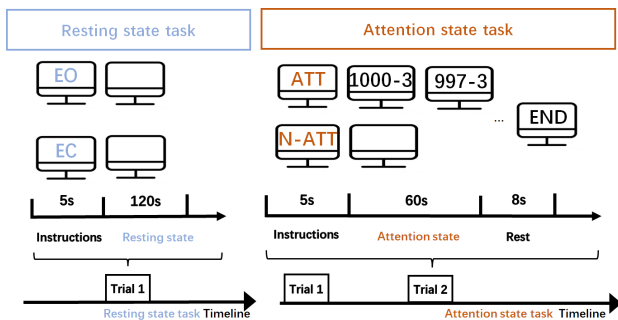 Resting state task
Attention state task
EO
ATT
1000-3
997-3
...
END
EC
N-ATT
5s
120s
5s
60s
8s
Instructions
Resting state
Instructions
Attention state
Rest
Trial 1
Trial 1
Trial 2
Resting state task Timeline
Attention state task Timeline